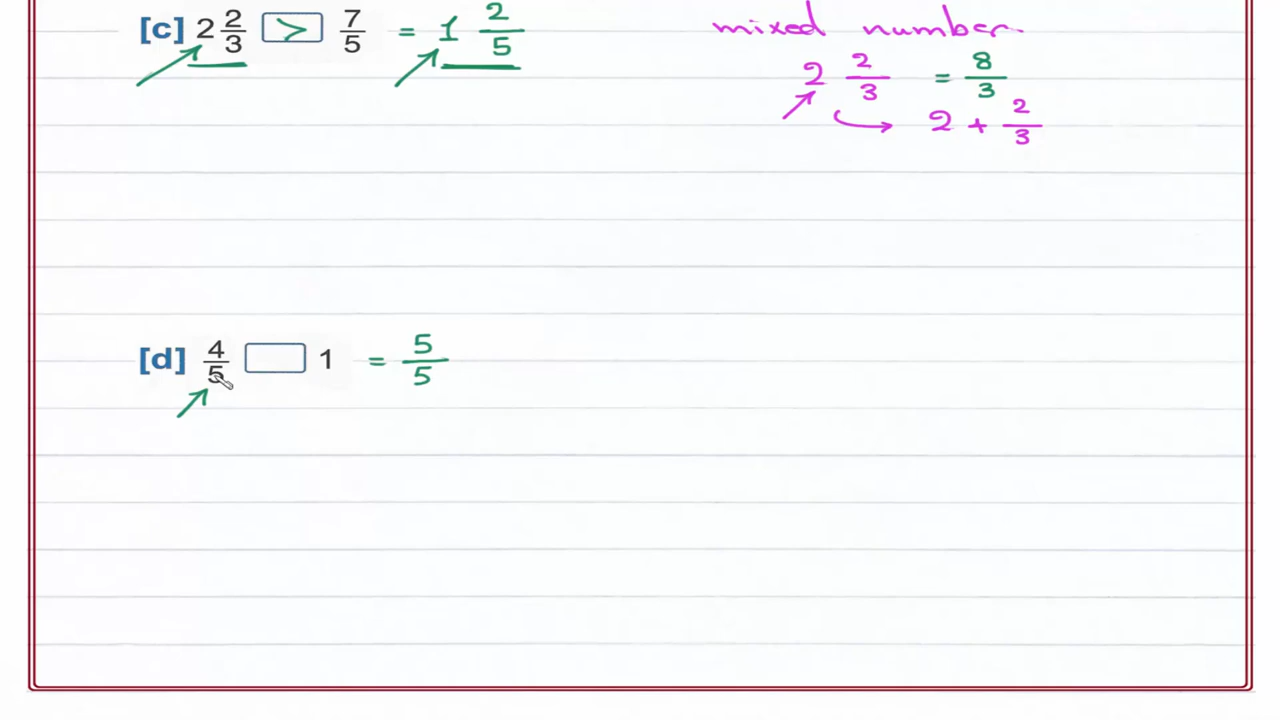 [c] 2 2/3 > 7/5 = 1 2/5
mixed number
2 2/3 = 8/3
2 + 2/3
[d] 4/5 1 = 5/5